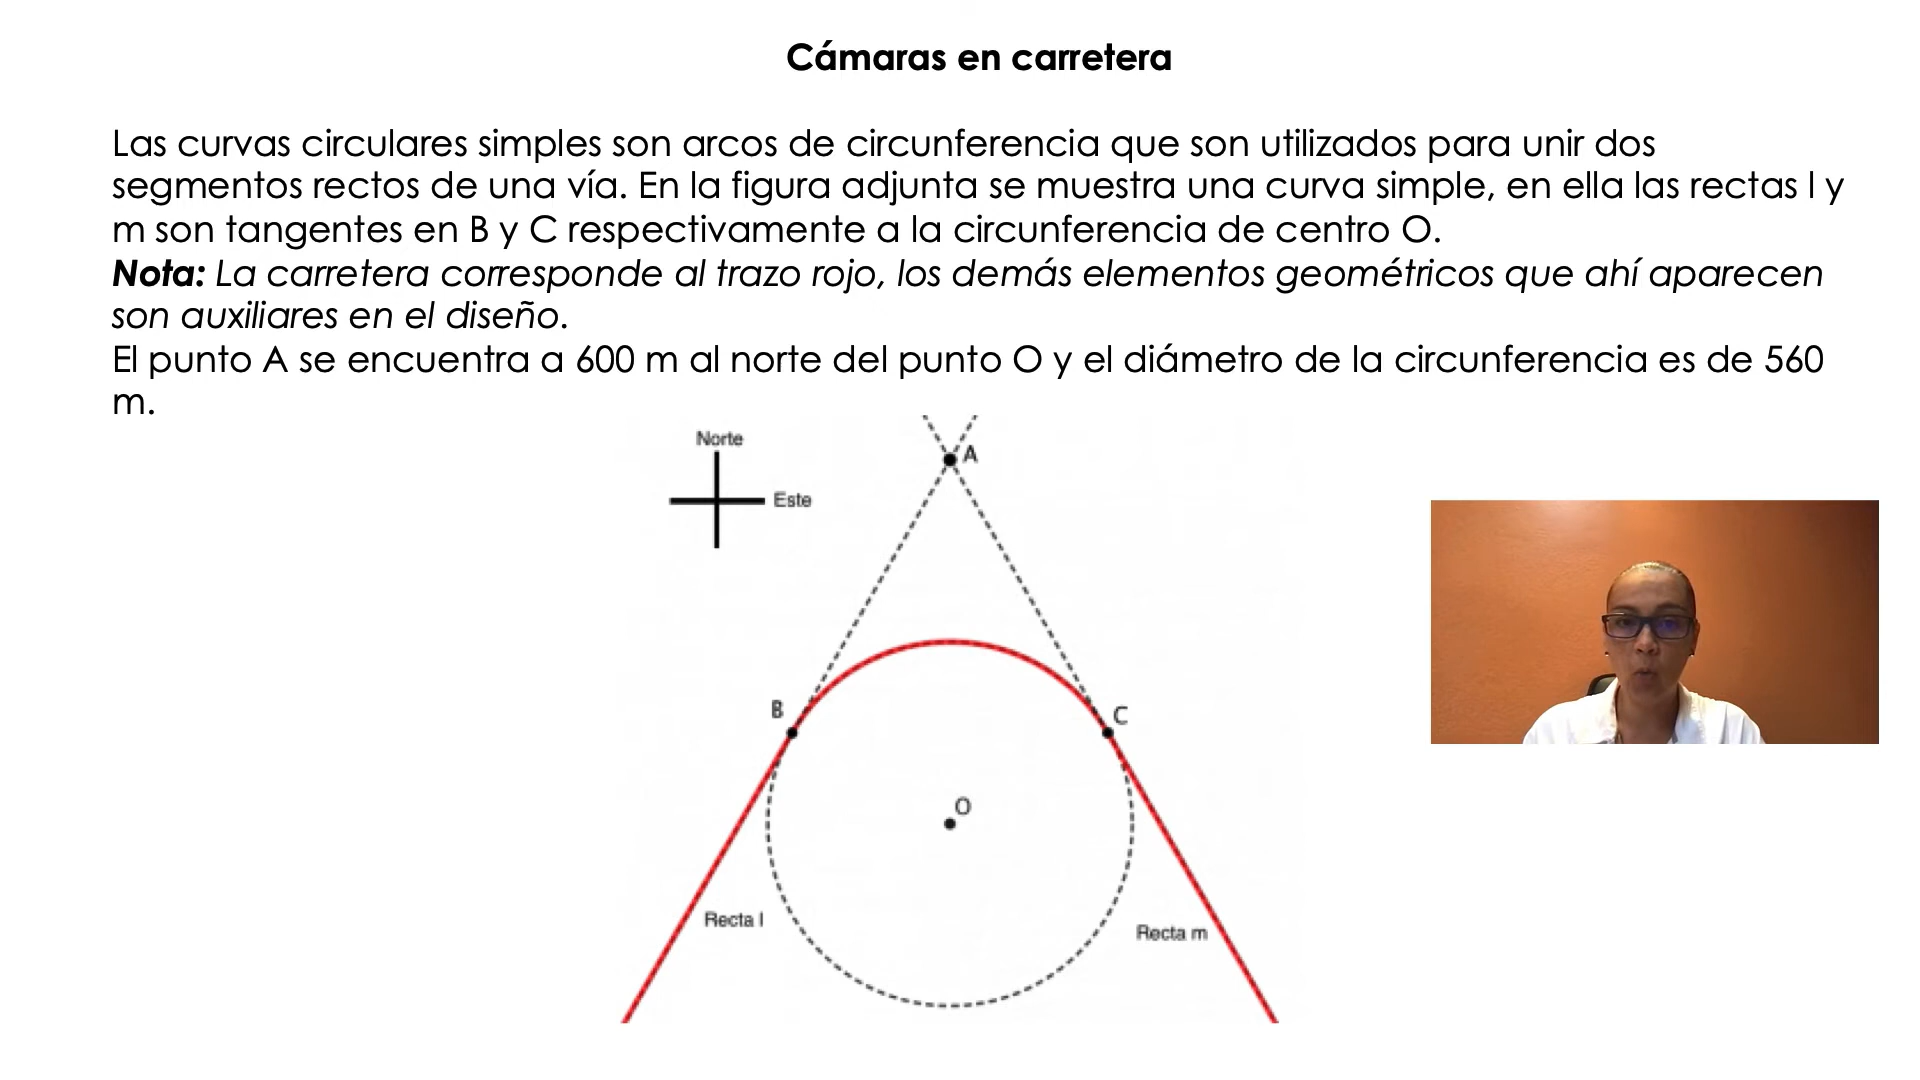 Cámaras en carretera
Las curvas circulares simples son arcos de circunferencia que son utilizados para unir dos
segmentos rectos de una vía. En la figura adjunta se muestra una curva simple, en ella las rectas l y
m son tangentes en B y C respectivamente a la circunferencia de centro O.
Nota: La carretera corresponde al trazo rojo, los demás elementos geométricos que ahí aparecen
son auxiliares en el diseño.
El punto A se encuentra a 600 m al norte del punto O y el diámetro de la circunferencia es de 560
m.
Norte
A
Este
B
C
O
Recta l
Recta m